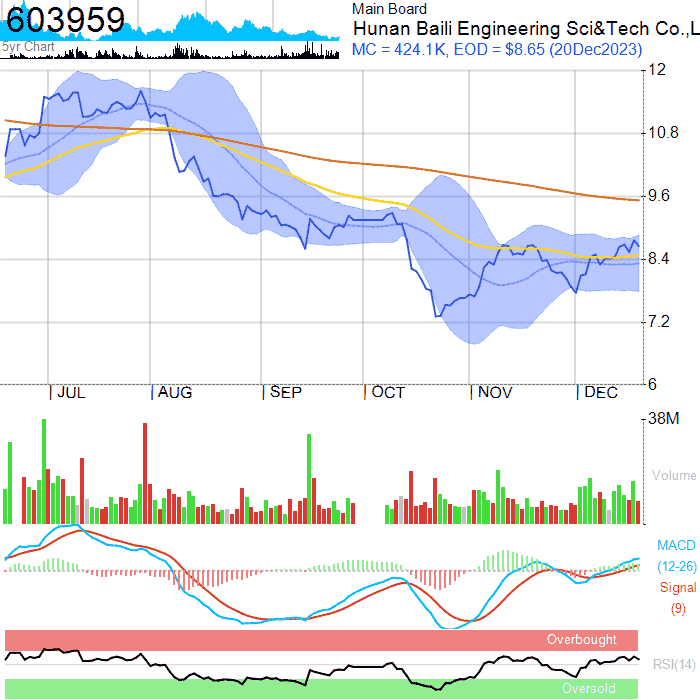 603959
5yr Chart
Main Board
Hunan Baili Engineering Sci&Tech Co.,L
MC = 424.1K, EOD = $8.65 (20Dec2023)
12
10.8
9.6
8.4
7.2
6
JUL AUG SEP OCT NOV DEC
38M
Volume
MACD
(12-26)
Signal
(9)
Overbought
RSI(14)
Oversold